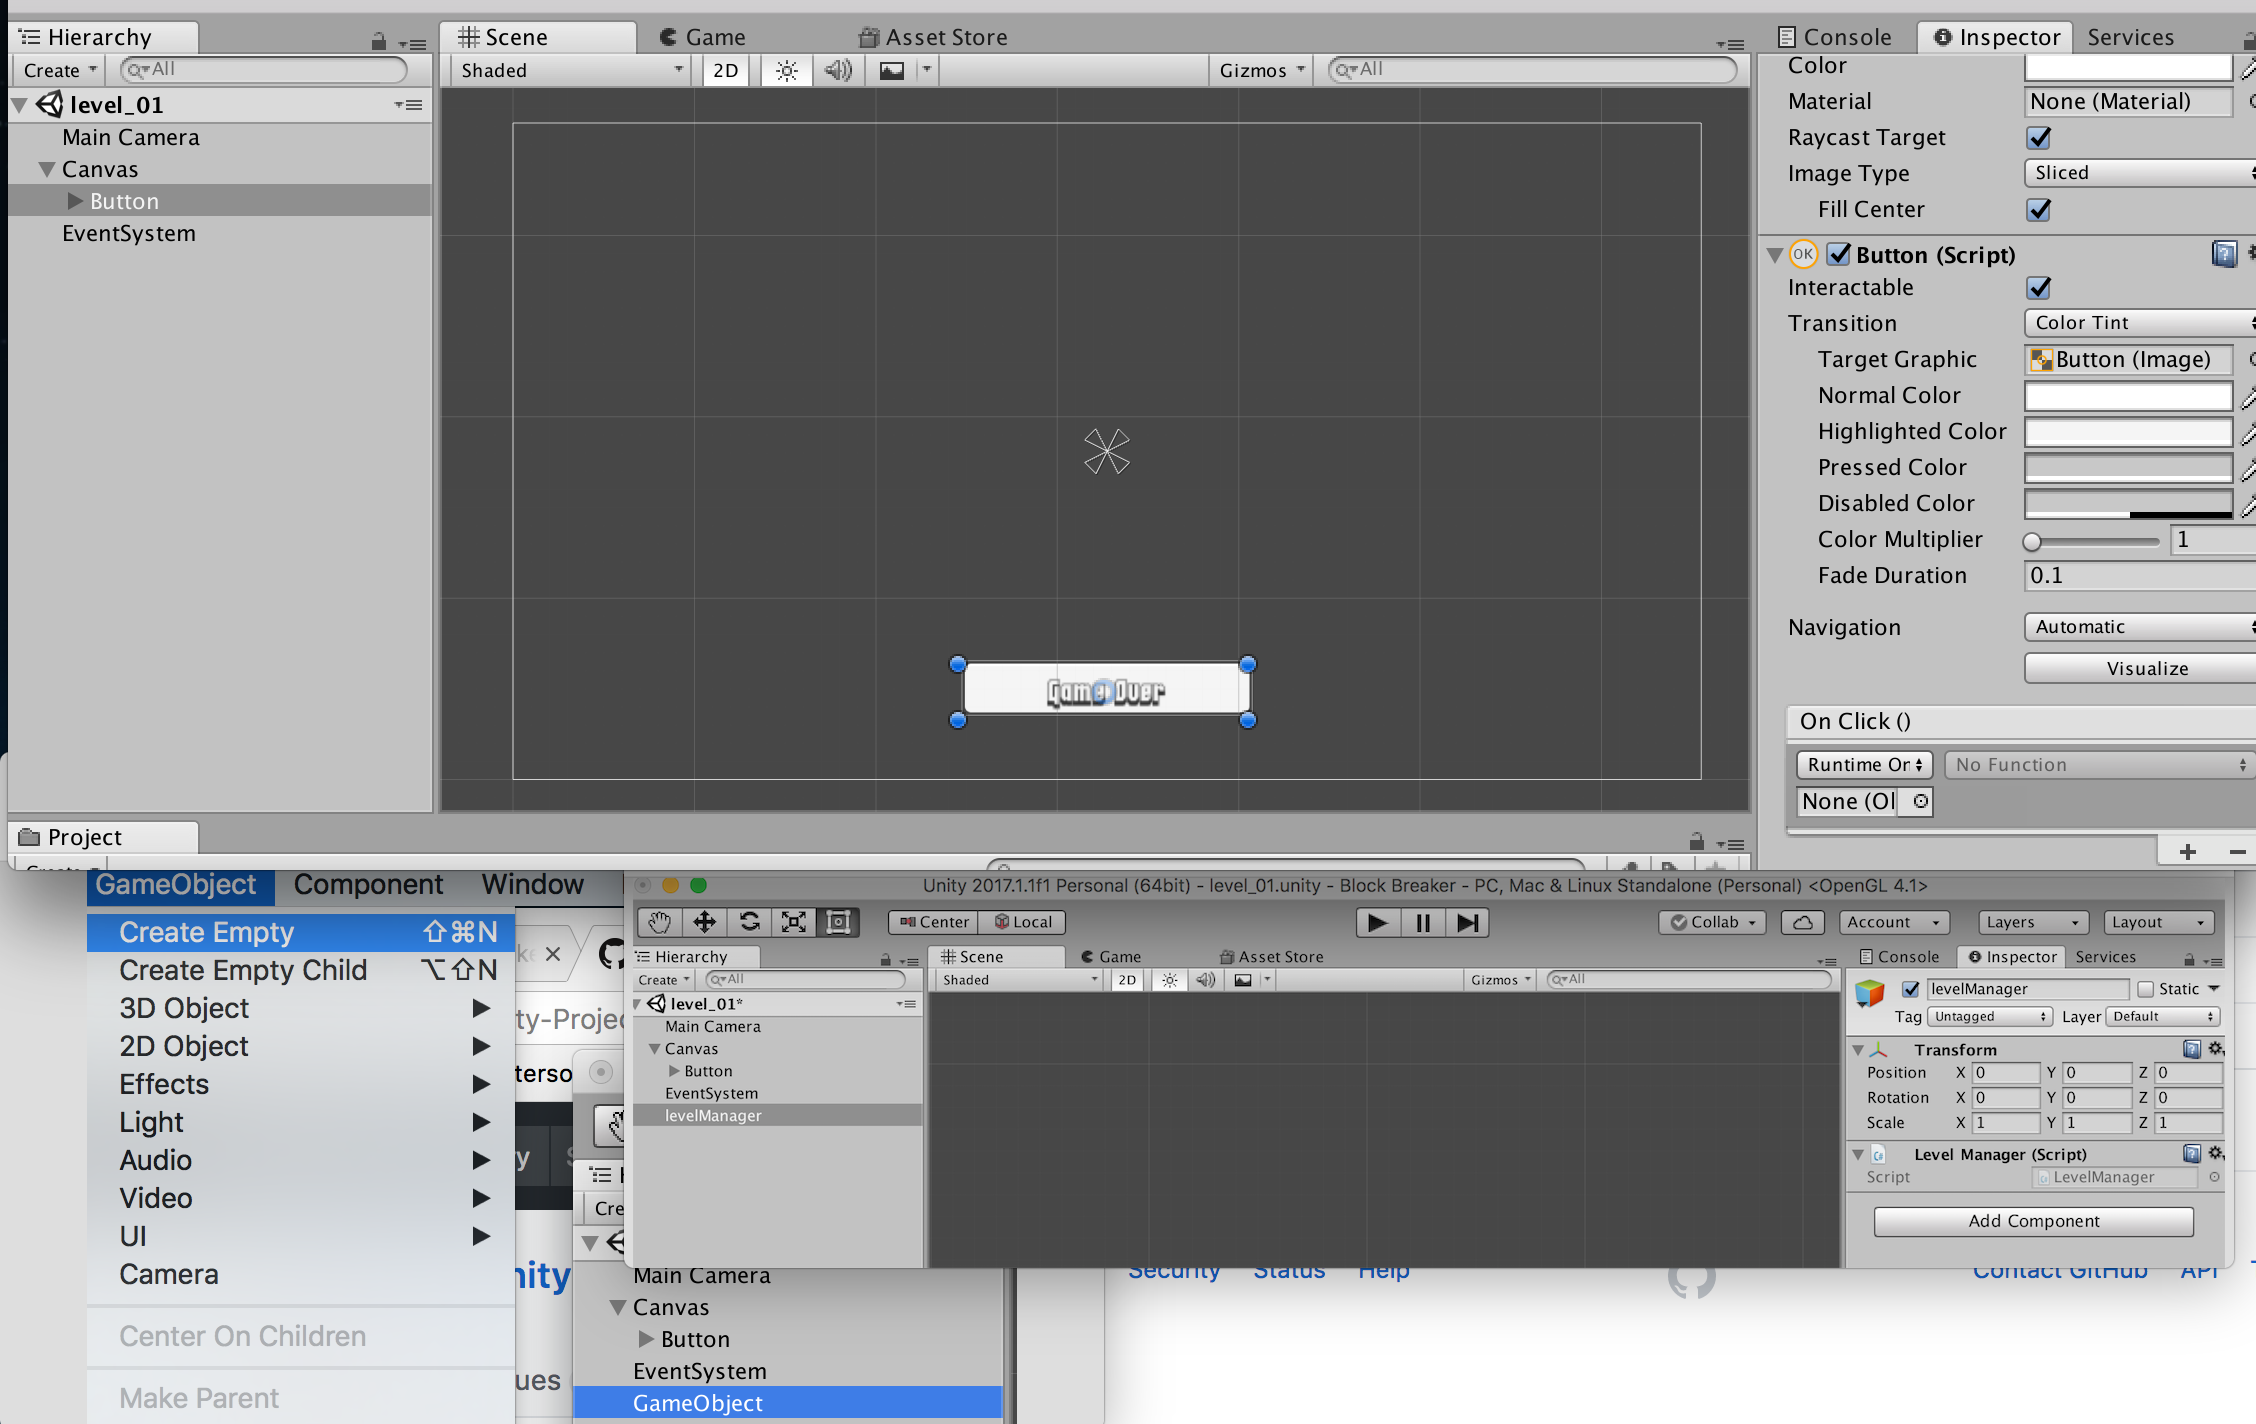 Hierarchy
Create All
level_01
Main Camera
Canvas
Button
EventSystem
Scene Game Asset Store
Shaded 2D Gizmos All
Game Over
Console Inspector Services
Color
Material None (Material)
Raycast Target
Image Type Sliced
Fill Center
OK Button (Script)
Interactable
Transition Color Tint
Target Graphic Button (Image)
Normal Color
Highlighted Color
Pressed Color
Disabled Color
Color Multiplier 1
Fade Duration 0.1
Navigation Automatic
Visualize
On Click ()
Runtime Or No Function
None (Ol
+ −
Project
GameObject Component Window
Create Empty ⇧⌘N
Create Empty Child ⌥⇧N
3D Object
2D Object
Effects
Light
Audio
Video
UI
Camera
Center On Children
Make Parent
ty-Projec
terso
nity
ues
Cre
Main Camera
Canvas
Button
EventSystem
GameObject
Unity 2017.1.1f1 Personal (64bit) - level_01.unity - Block Breaker - PC, Mac & Linux Standalone (Personal) <OpenGL 4.1>
Center Local Collab Account Layers Layout
Hierarchy
Create All
level_01*
Main Camera
Canvas
Button
EventSystem
levelManager
Scene Game Asset Store
Shaded 2D Gizmos All
Console Inspector Services
levelManager Static
Tag Untagged Layer Default
Transform
Position X 0 Y 0 Z 0
Rotation X 0 Y 0 Z 0
Scale X 1 Y 1 Z 1
Level Manager (Script)
Script LevelManager
Add Component
Security Status Help Contact GitHub API